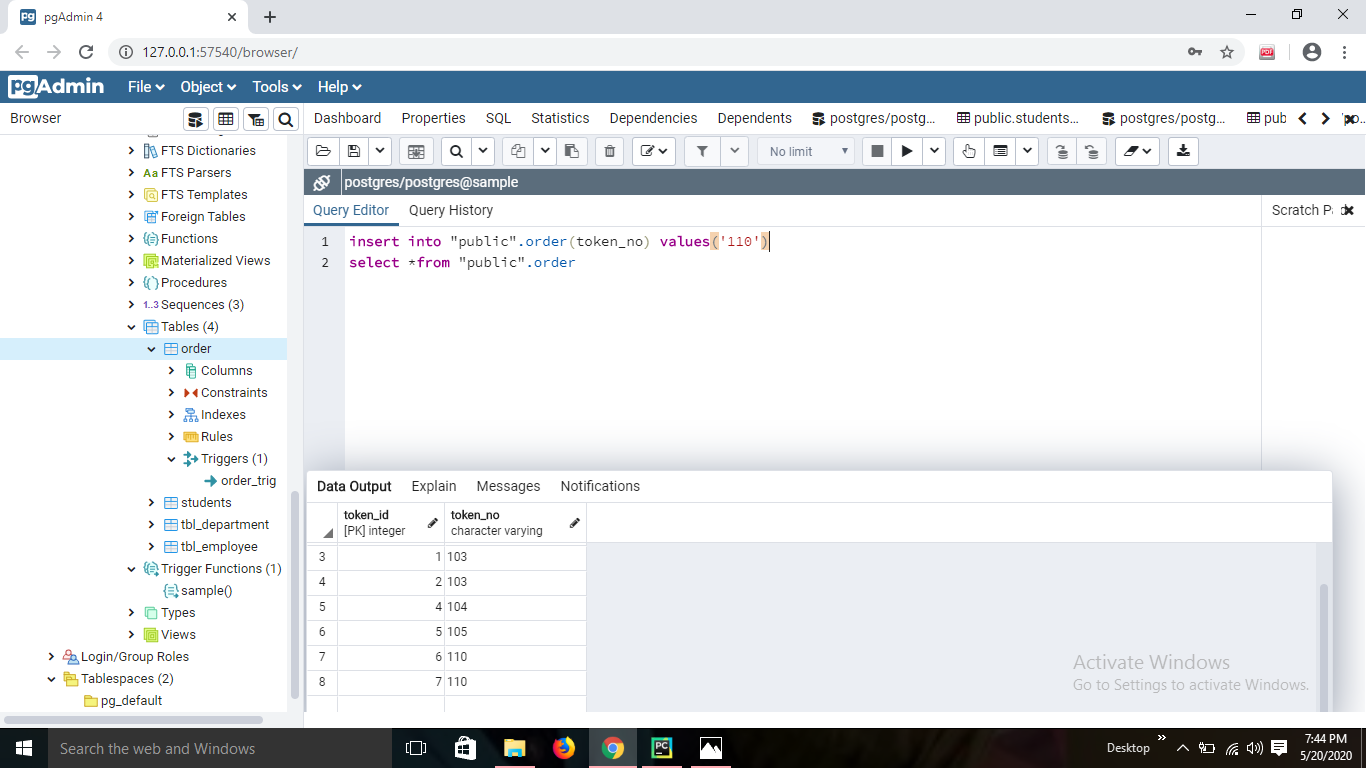 pgAdmin 4
127.0.0.1:57540/browser/
PDF
pgAdmin File Object Tools Help
Browser
Dashboard Properties SQL Statistics Dependencies Dependents postgres/postg... public.students... postgres/postg... pub
FTS Dictionaries
Aa FTS Parsers
FTS Templates
Foreign Tables
Functions
Materialized Views
Procedures
1..3 Sequences (3)
Tables (4)
order
Columns
Constraints
Indexes
Rules
Triggers (1)
order_trig
students
tbl_department
tbl_employee
Trigger Functions (1)
sample()
Types
Views
Login/Group Roles
Tablespaces (2)
pg_default
No limit
postgres/postgres@sample
Query Editor Query History
Scratch P
1 insert into "public".order(token_no) values('110')
2 select *from "public".order
Data Output Explain Messages Notifications
token_id token_no
[PK] integer character varying
3 1 103
4 2 103
5 4 104
6 5 105
7 6 110
8 7 110
Activate Windows
Go to Settings to activate Windows.
Search the web and Windows
PC
Desktop
7:44 PM
5/20/2020